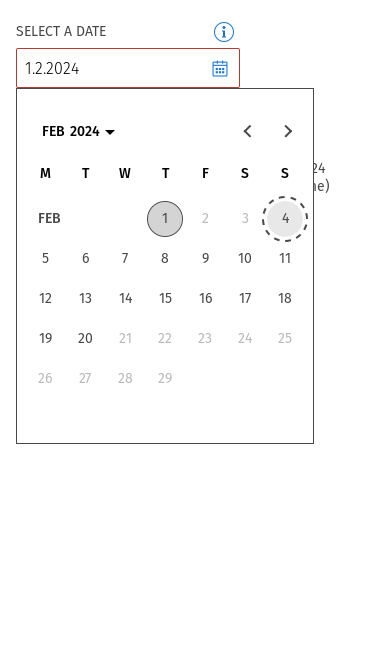 SELECT A DATE
1.2.2024
FEB 2024
24
M T W T F S S
FEB 1 2 3 4
5 6 7 8 9 10 11
12 13 14 15 16 17 18
19 20 21 22 23 24 25
26 27 28 29